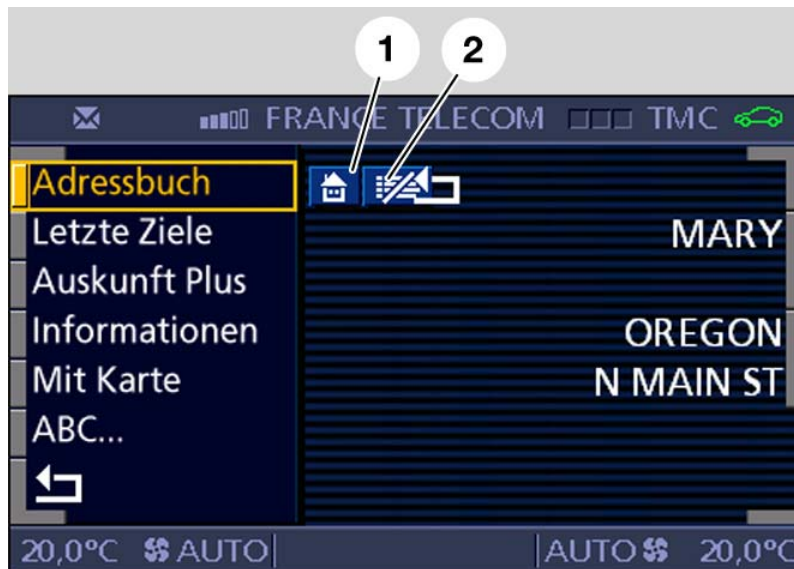 1 2
FRANCE TELECOM TMC
Adressbuch
Letzte Ziele
MARY
Auskunft Plus
Informationen
OREGON
Mit Karte
N MAIN ST
ABC...
20,0°C AUTO AUTO 20,0°C